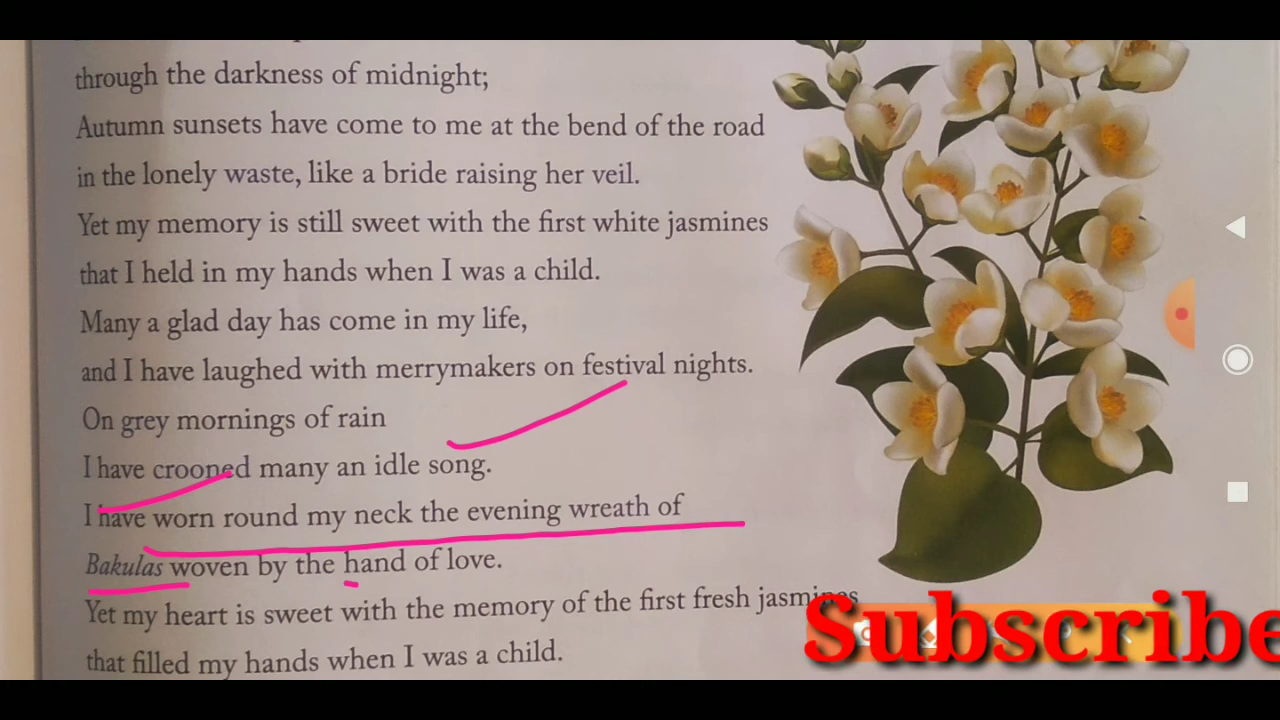 through the darkness of midnight;
Autumn sunsets have come to me at the bend of the road
in the lonely waste, like a bride raising her veil.
Yet my memory is still sweet with the first white jasmines
that I held in my hands when I was a child.
Many a glad day has come in my life,
and I have laughed with merrymakers on festival nights.
On grey mornings of rain
I have crooned many an idle song.
I have worn round my neck the evening wreath of
Bakulas woven by the hand of love.
Yet my heart is sweet with the memory of the first fresh jasmines
that filled my hands when I was a child.
Subscribe